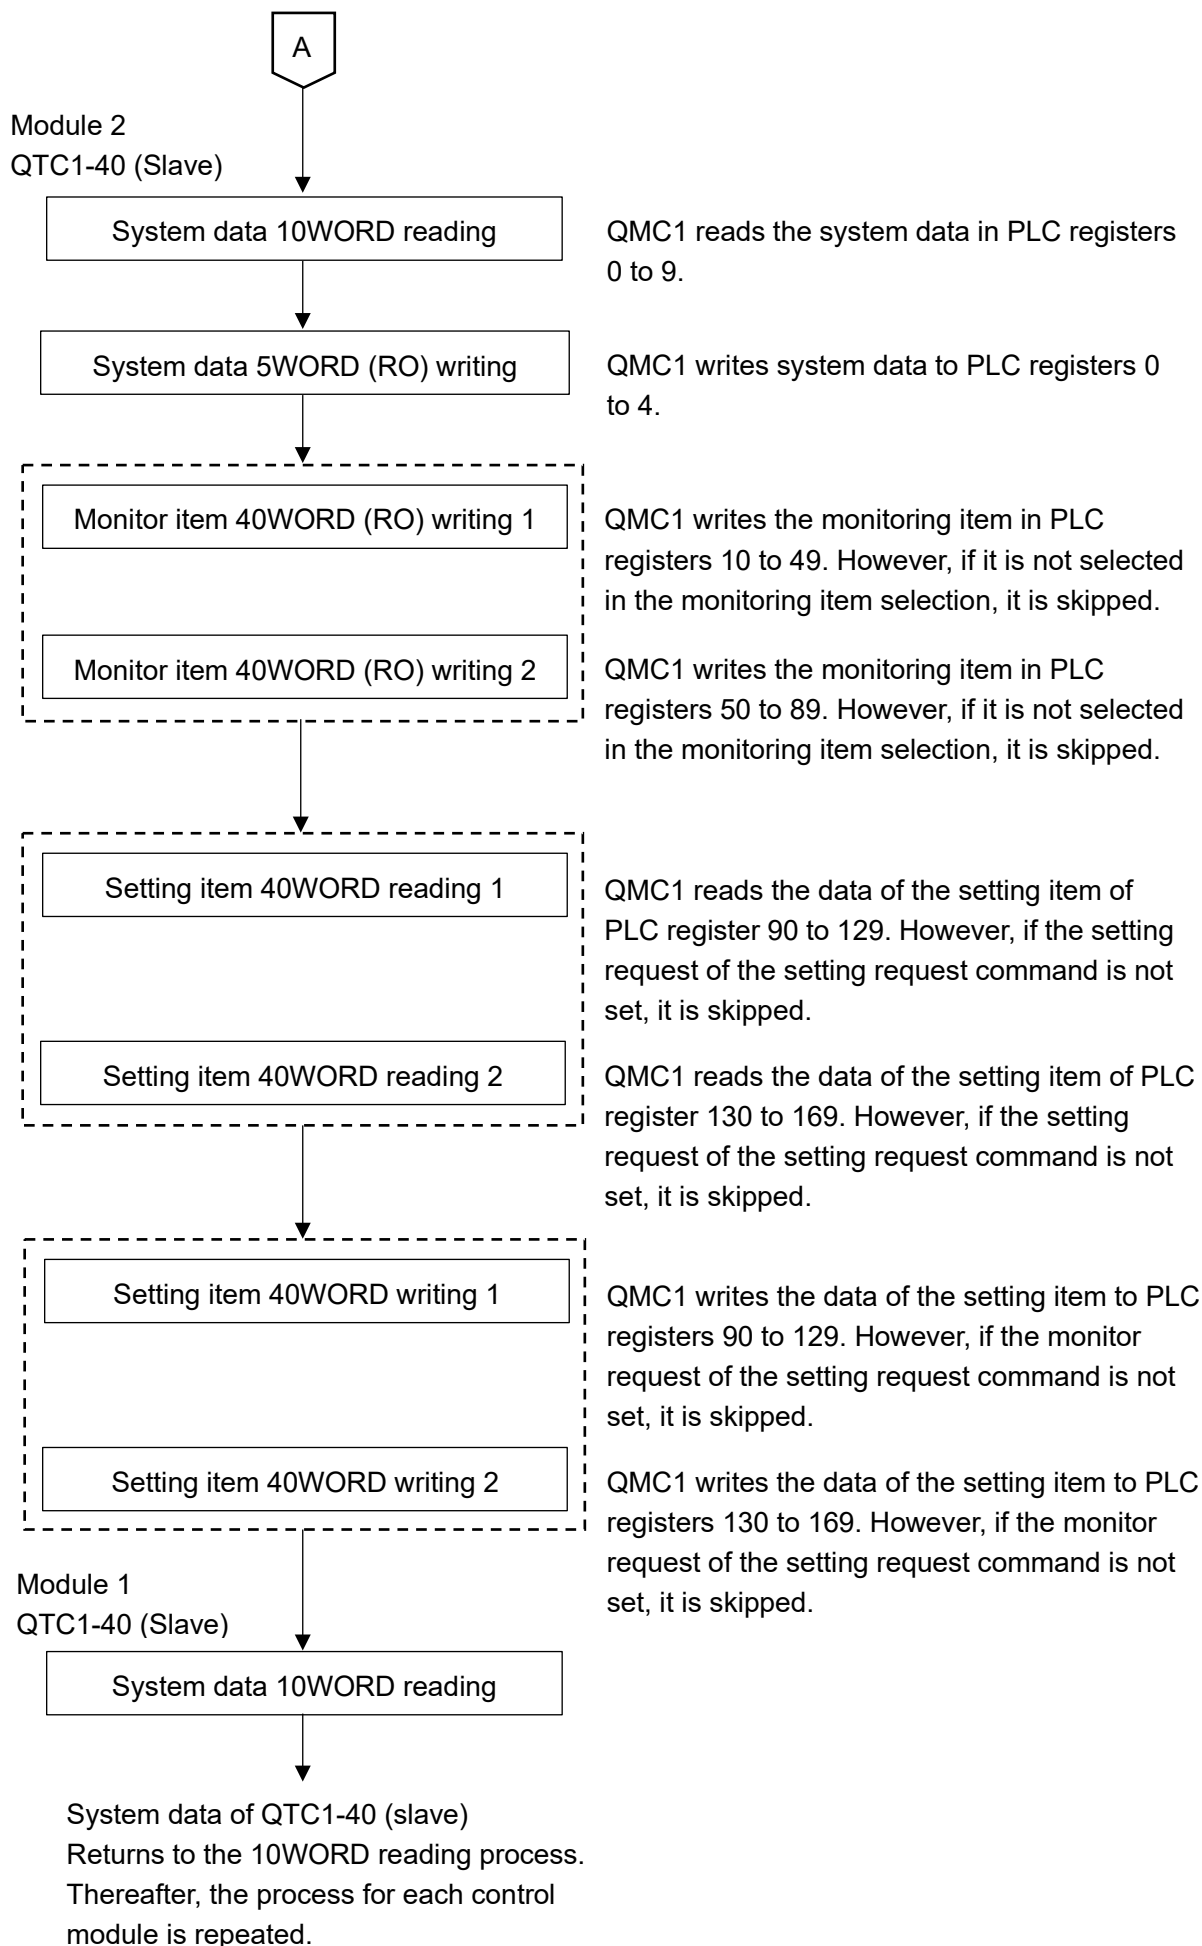 A
Module 2
QTC1-40 (Slave)
System data 10WORD reading
QMC1 reads the system data in PLC registers
0 to 9.
System data 5WORD (RO) writing
QMC1 writes system data to PLC registers 0
to 4.
Monitor item 40WORD (RO) writing 1
QMC1 writes the monitoring item in PLC
registers 10 to 49. However, if it is not selected
in the monitoring item selection, it is skipped.
Monitor item 40WORD (RO) writing 2
QMC1 writes the monitoring item in PLC
registers 50 to 89. However, if it is not selected
in the monitoring item selection, it is skipped.
Setting item 40WORD reading 1
QMC1 reads the data of the setting item of
PLC register 90 to 129. However, if the setting
request of the setting request command is not
set, it is skipped.
Setting item 40WORD reading 2
QMC1 reads the data of the setting item of PLC
register 130 to 169. However, if the setting
request of the setting request command is not
set, it is skipped.
Setting item 40WORD writing 1
QMC1 writes the data of the setting item to PLC
registers 90 to 129. However, if the monitor
request of the setting request command is not
set, it is skipped.
Setting item 40WORD writing 2
QMC1 writes the data of the setting item to PLC
registers 130 to 169. However, if the monitor
request of the setting request command is not
set, it is skipped.
Module 1
QTC1-40 (Slave)
System data 10WORD reading
System data of QTC1-40 (slave)
Returns to the 10WORD reading process.
Thereafter, the process for each control
module is repeated.